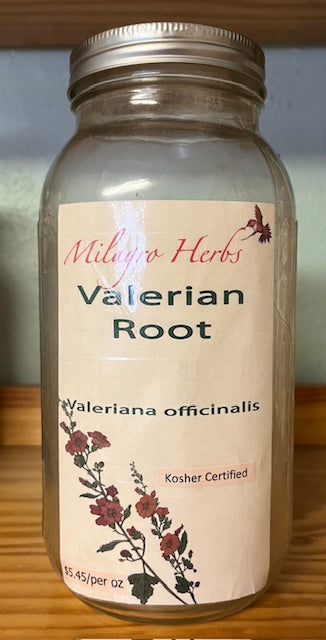 Milagro Herbs
Valerian
Root
Valeriana officinalis
Kosher Certified
$5.45/per oz